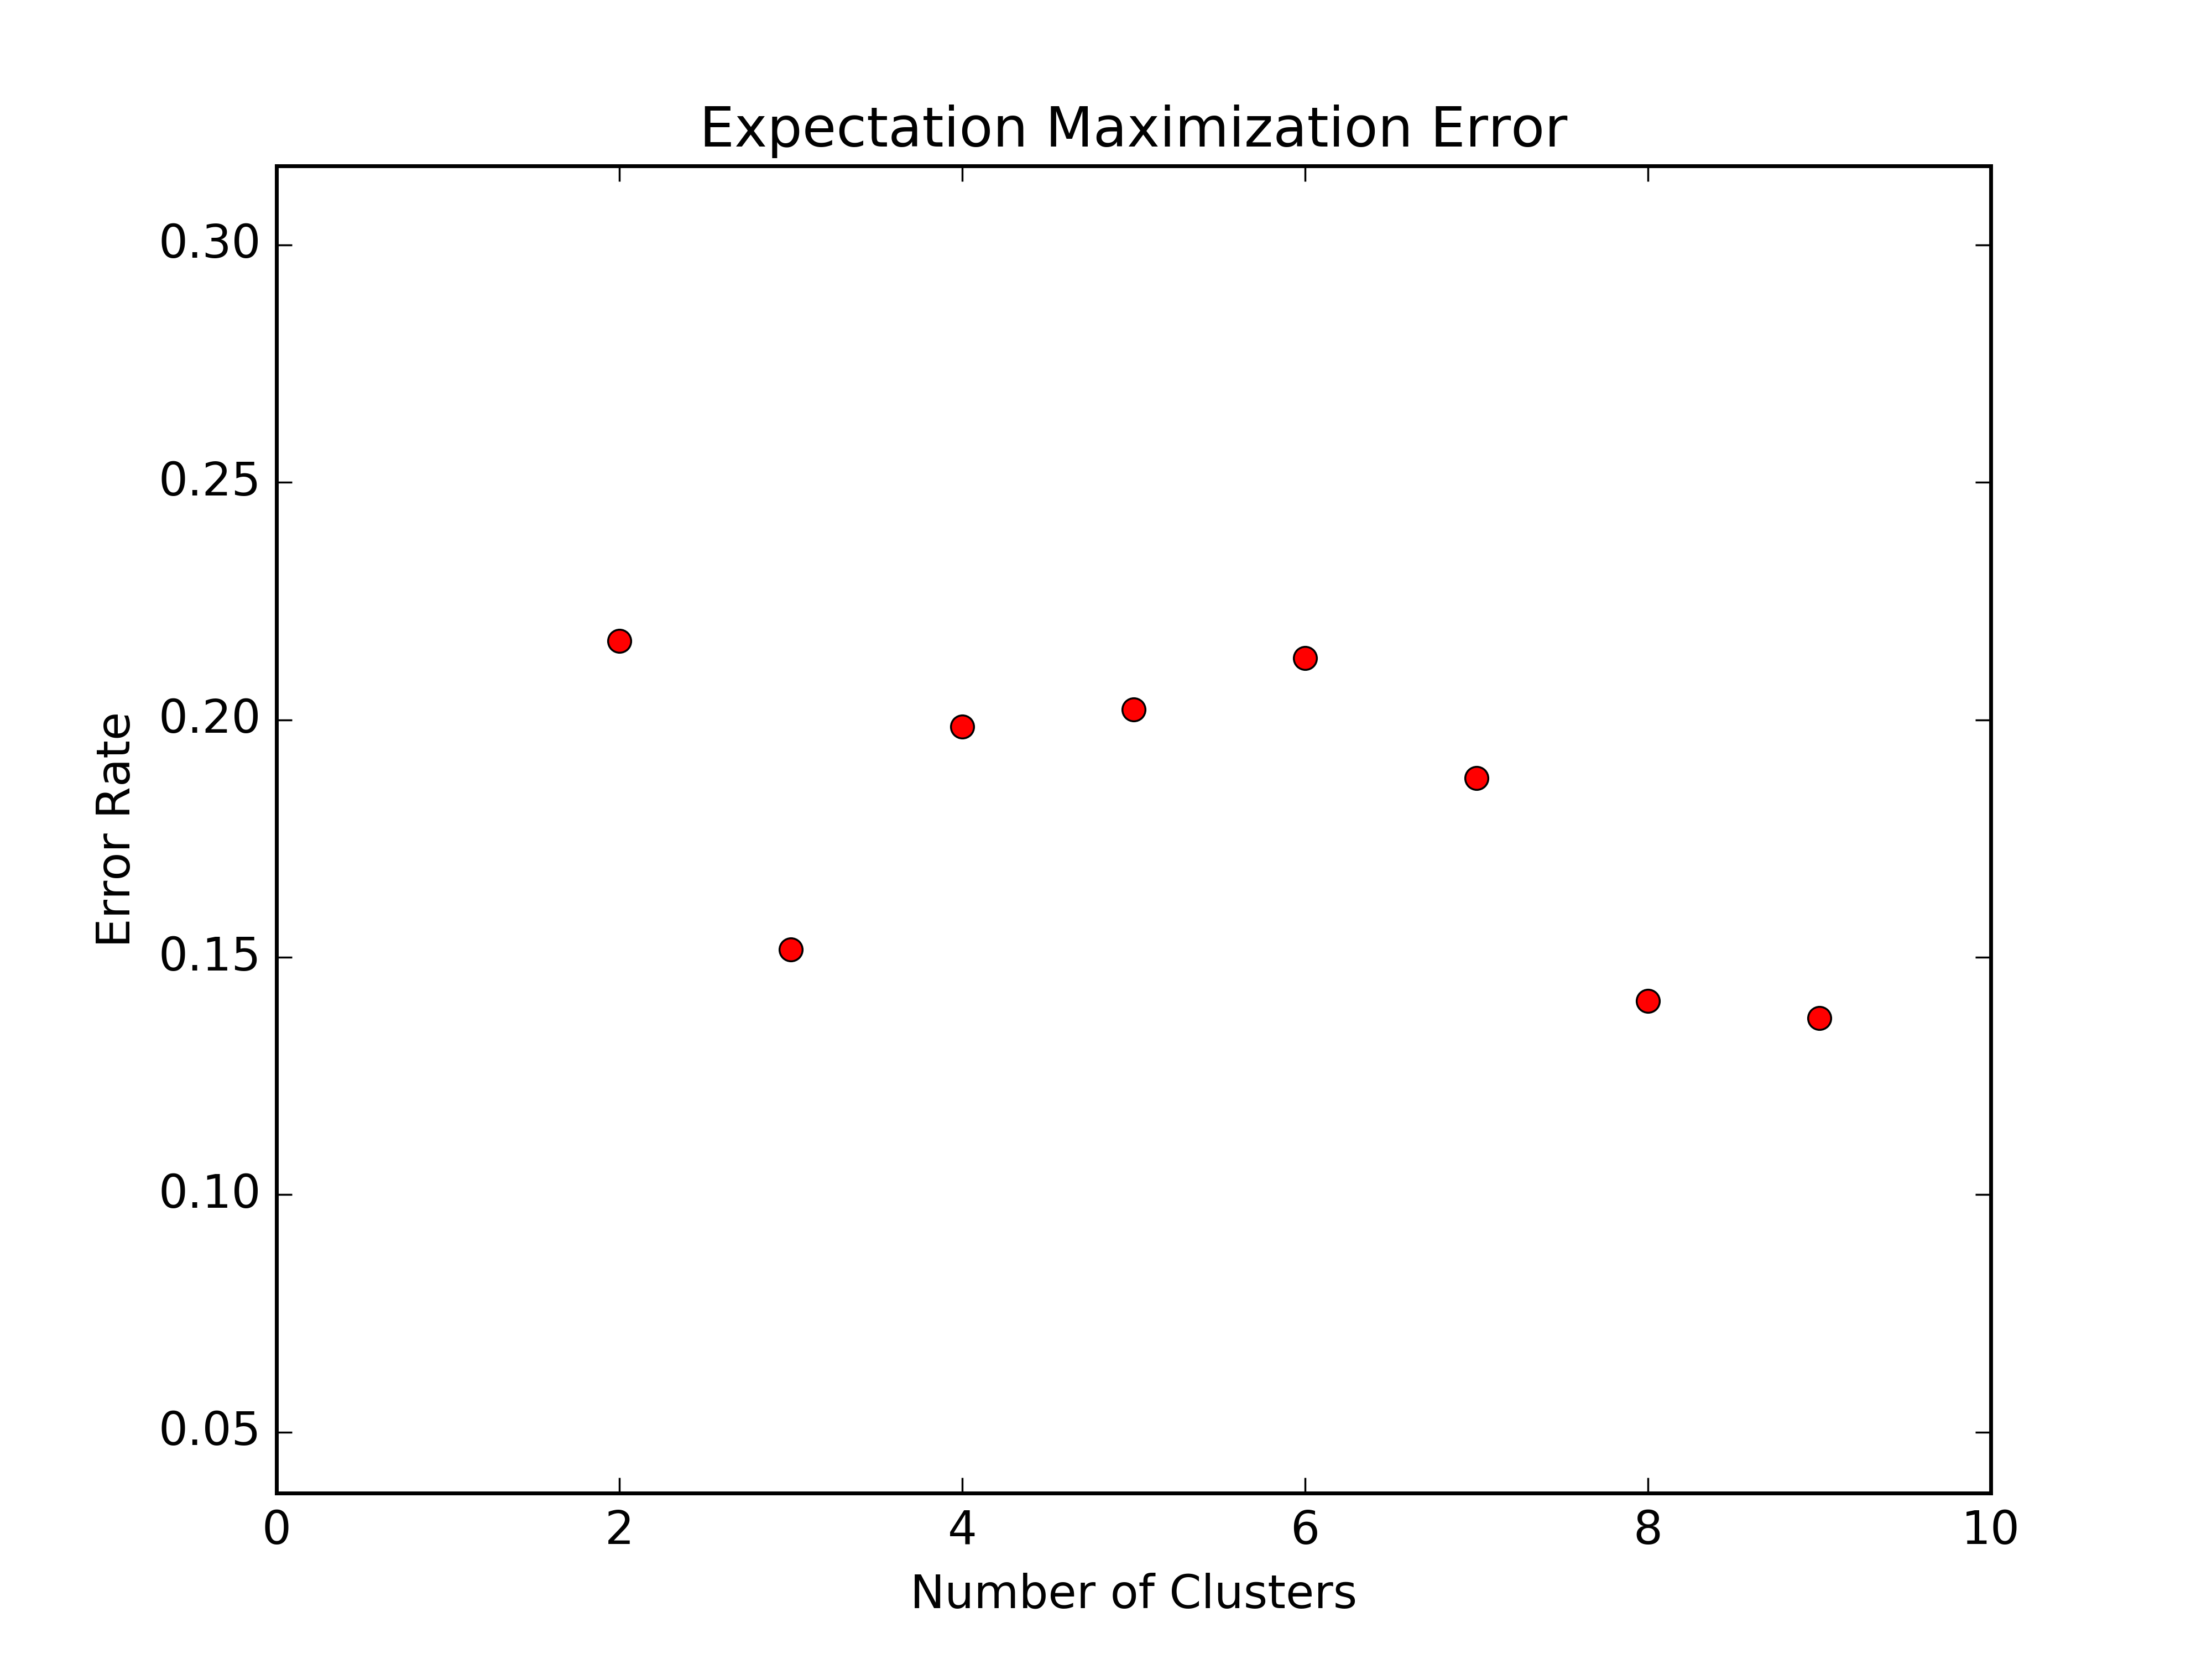 Expectation Maximization Error
0.30
0.25
0.20
0.15
0.10
0.05
Error Rate
0 2 4 6 8 10
Number of Clusters